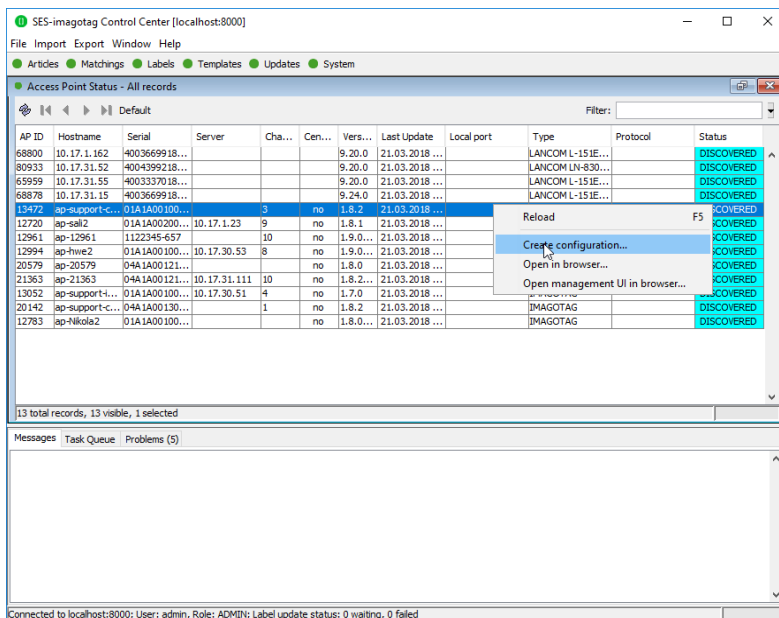 SES-imagotag Control Center [localhost:8000]
File Import Export Window Help
Articles Matchings Labels Templates Updates System
Access Point Status - All records
Default Filter:
AP ID Hostname Serial Server Cha... Cen... Vers... Last Update Local port Type Protocol Status
68800 10.17.1.162 4003669918... 9.20.0 21.03.2018 ... LANCOM L-151E... DISCOVERED
80933 10.17.31.52 4004399218... 9.20.0 21.03.2018 ... LANCOM LN-830... DISCOVERED
65959 10.17.31.55 4003337018... 9.20.0 21.03.2018 ... LANCOM L-151E... DISCOVERED
68878 10.17.31.15 4003669918... 9.24.0 21.03.2018 ... LANCOM L-151E... DISCOVERED
13472 ap-support-c... 01A1A00100... 3 no 1.8.2 21.03.2018 ... SCOVERED
12720 ap-sali2 01A1A00200... 10.17.1.23 9 no 1.8.1 21.03.2018 ... SCOVERED
12961 ap-12961 1122345-657 10 no 1.9.0... 21.03.2018 ... SCOVERED
12994 ap-hwe2 01A1A00100... 10.17.30.53 8 no 1.9.0... 21.03.2018 ... SCOVERED
20579 ap-20579 04A1A00121... no 1.8.0 21.03.2018 ... SCOVERED
21363 ap-21363 04A1A00121... 10.17.31.111 10 no 1.8.2... 21.03.2018 ... SCOVERED
13052 ap-support-i... 01A1A00100... 10.17.30.51 4 no 1.7.0 21.03.2018 ... IMAGOTAG DISCOVERED
20142 ap-support-c... 04A1A00130... 1 no 1.8.2 21.03.2018 ... IMAGOTAG DISCOVERED
12783 ap-Nikola2 01A1A00100... no 1.8.0... 21.03.2018 ... IMAGOTAG DISCOVERED
Reload F5
Create configuration...
Open in browser...
Open management UI in browser...
13 total records, 13 visible, 1 selected
Messages Task Queue Problems (5)
Connected to localhost:8000; User: admin, Role: ADMIN; Label update status: 0 waiting, 0 failed